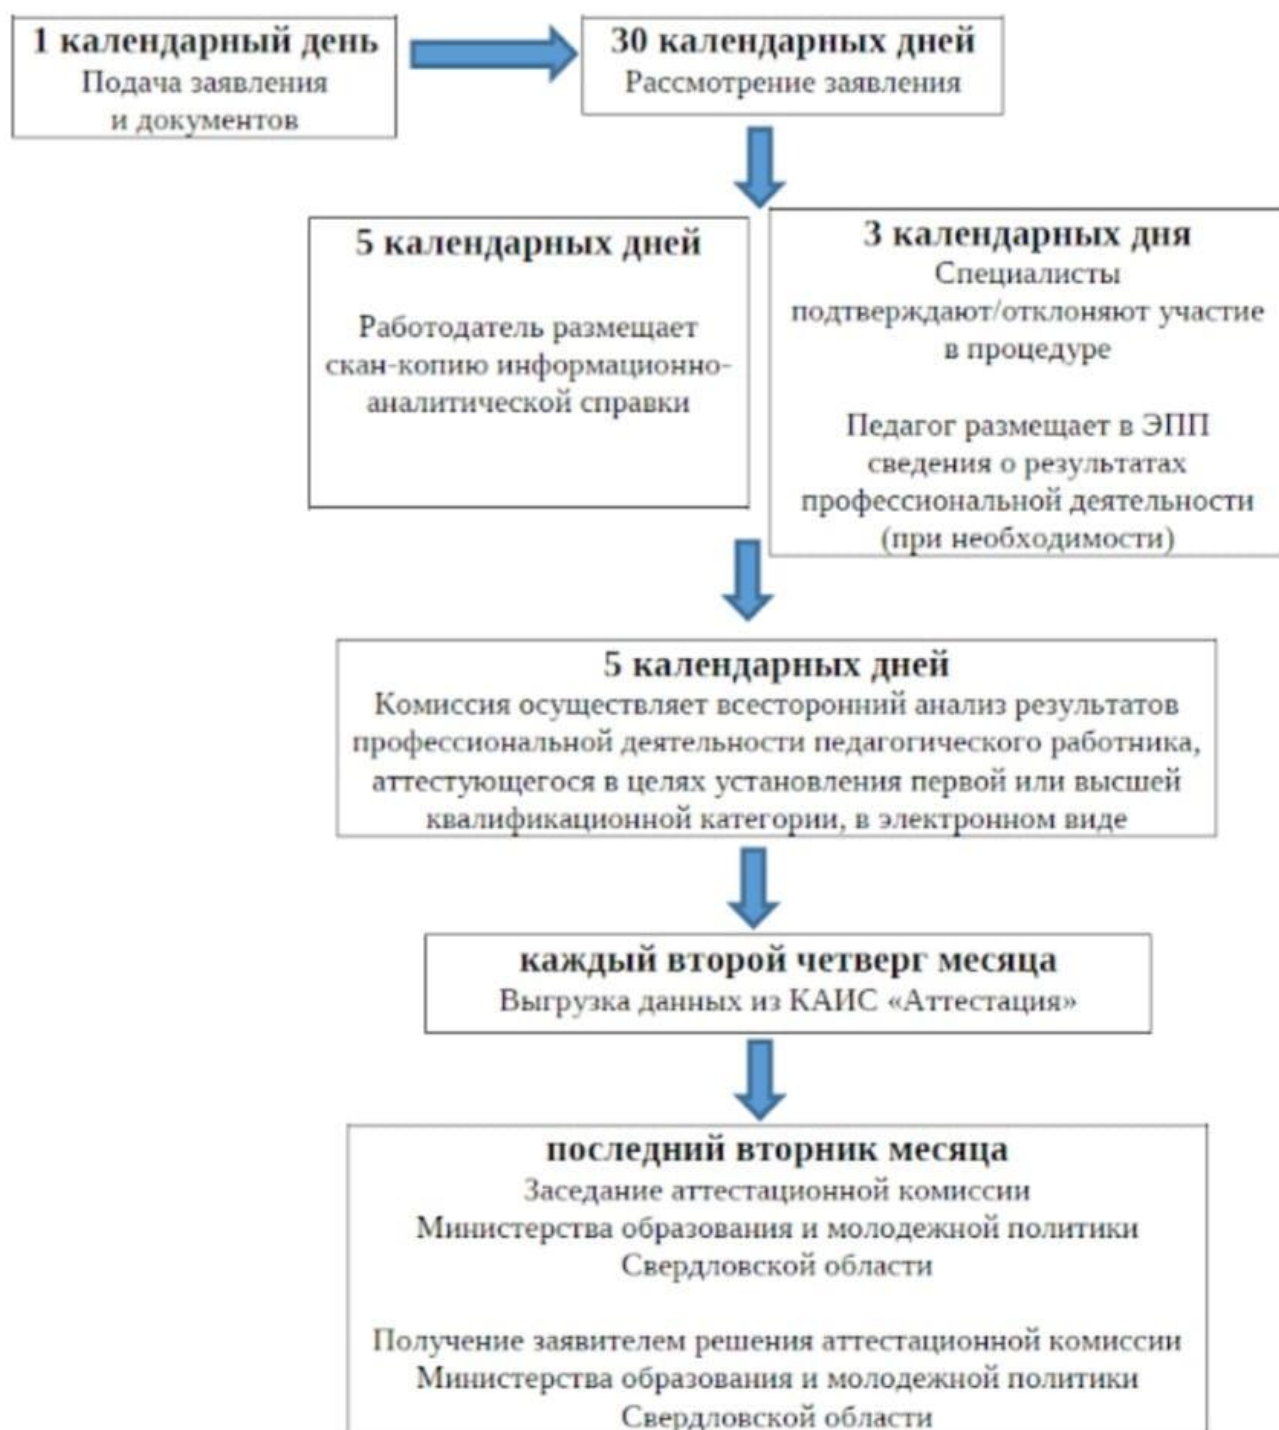 1 календарный день
Подача заявления
и документов
30 календарных дней
Рассмотрение заявления
5 календарных дней
Работодатель размещает
скан-копию информационно-
аналитической справки
3 календарных дня
Специалисты
подтверждают/отклоняют участие
в процедуре
Педагог размещает в ЭПП
сведения о результатах
профессиональной деятельности
(при необходимости)
5 календарных дней
Комиссия осуществляет всесторонний анализ результатов
профессиональной деятельности педагогического работника,
аттестующегося в целях установления первой или высшей
квалификационной категории, в электронном виде
каждый второй четверг месяца
Выгрузка данных из КАИС «Аттестация»
последний вторник месяца
Заседание аттестационной комиссии
Министерства образования и молодежной политики
Свердловской области
Получение заявителем решения аттестационной комиссии
Министерства образования и молодежной политики
Свердловской области